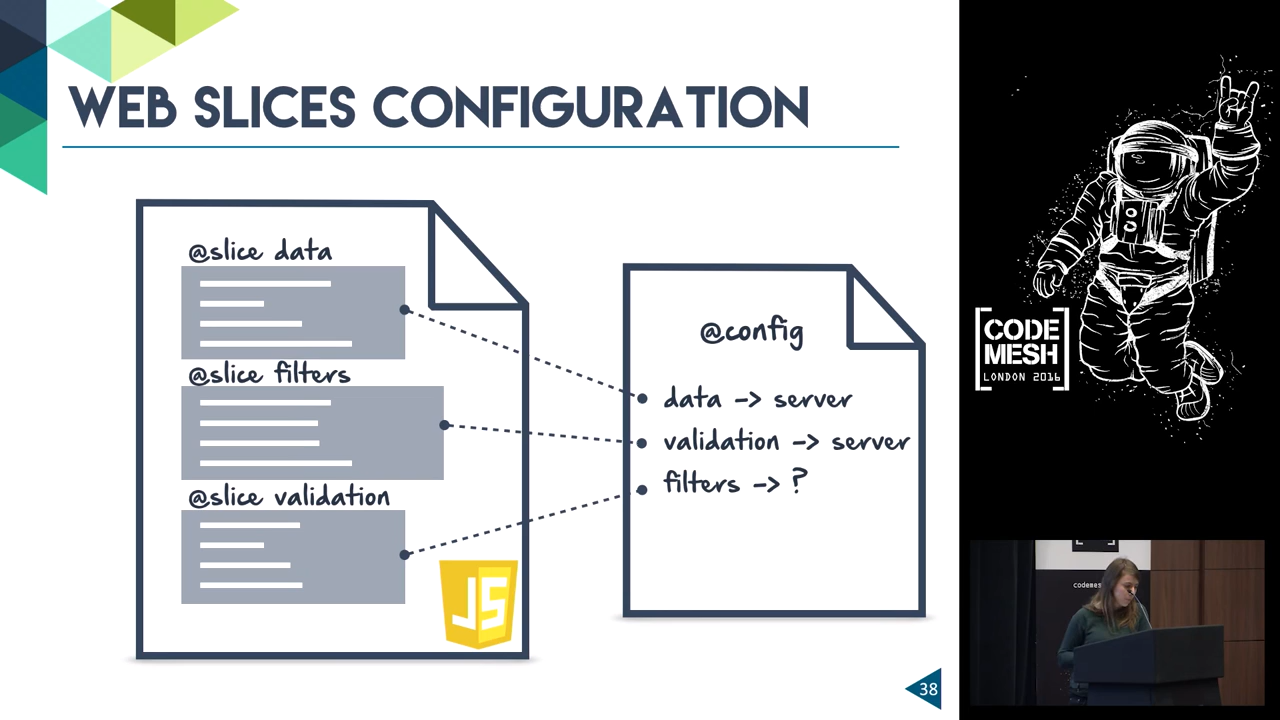 WEB SLICES CONFIGURATION
@slice data
@slice filters
@slice validation
JS
@config
data -> server
validation -> server
filters -> ?
38
CODE
MESH
LONDON 2016
codemes